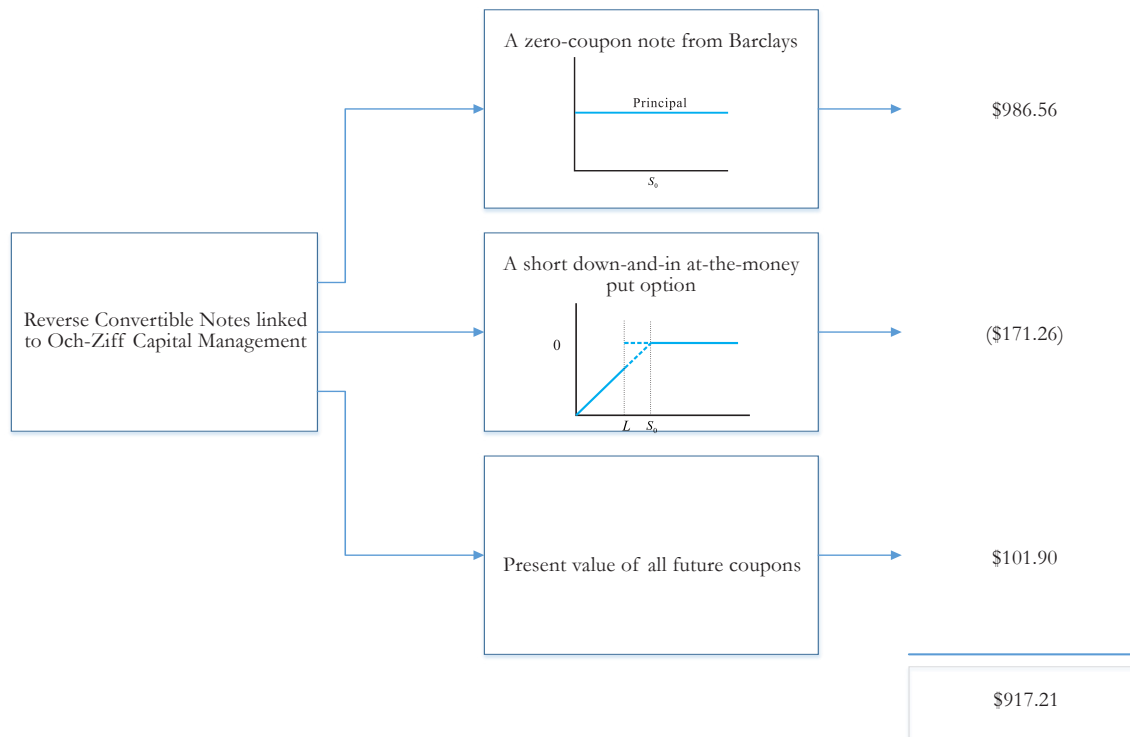 A zero-coupon note from Barclays
Principal
S₀
$986.56
Reverse Convertible Notes linked
to Och-Ziff Capital Management
A short down-and-in at-the-money
put option
0
L S₀
($171.26)
Present value of all future coupons
$101.90
$917.21